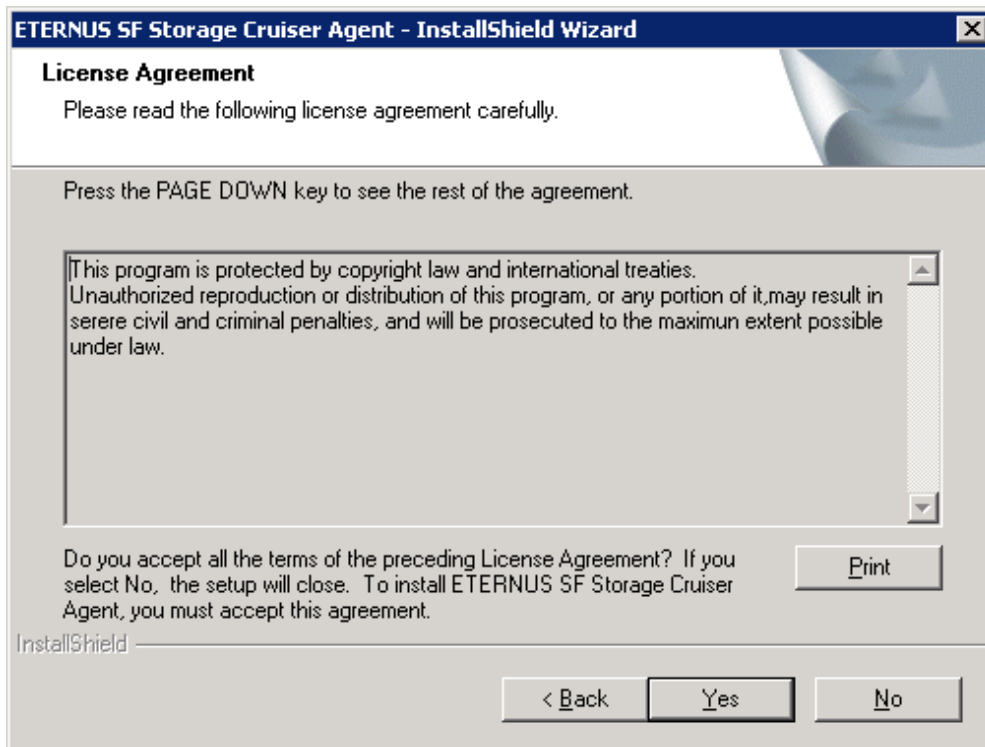 ETERNUS SF Storage Cruiser Agent - InstallShield Wizard
License Agreement
Please read the following license agreement carefully.
Press the PAGE DOWN key to see the rest of the agreement.
This program is protected by copyright law and international treaties.
Unauthorized reproduction or distribution of this program, or any portion of it,may result in
serere civil and criminal penalties, and will be prosecuted to the maximun extent possible
under law.
Do you accept all the terms of the preceding License Agreement?  If you
select No,  the setup will close.  To install ETERNUS SF Storage Cruiser
Agent, you must accept this agreement.
Print
InstallShield
< Back
Yes
No